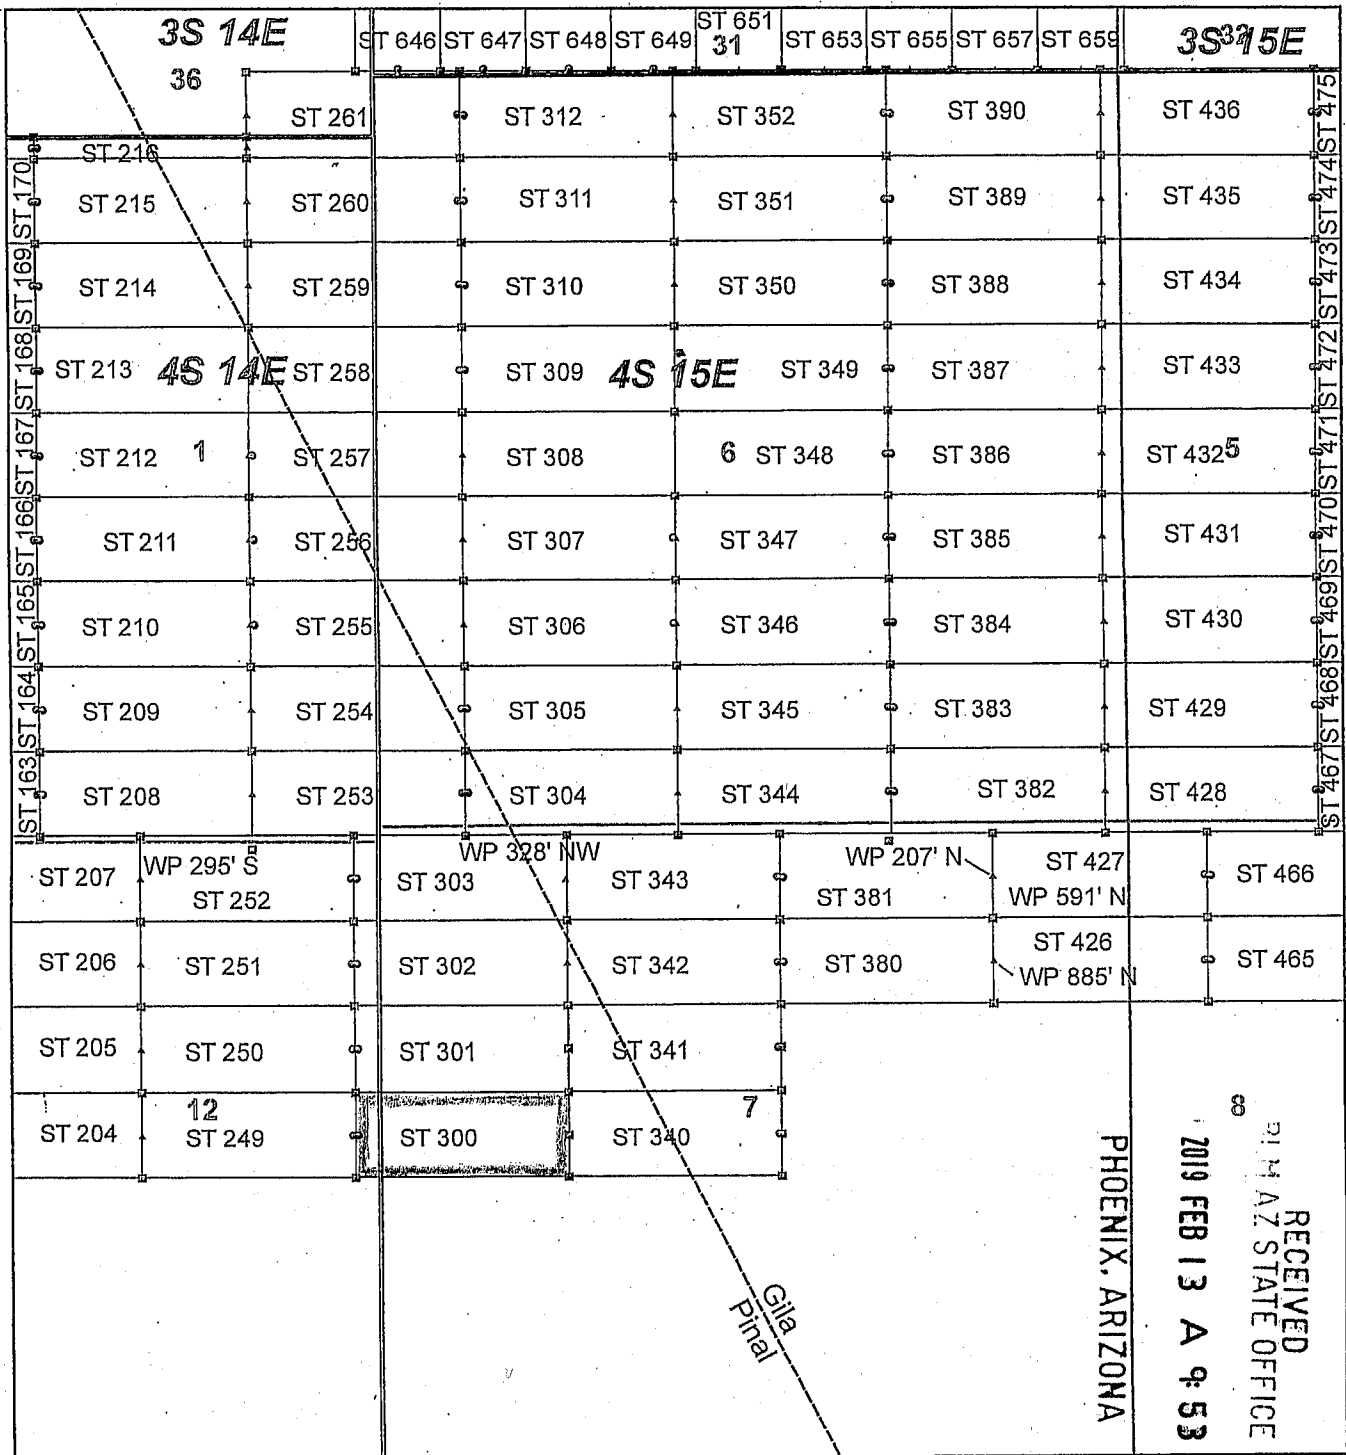 3S 14E
ST 646 ST 647 ST 648 ST 649 ST 651 ST 653 ST 655 ST 657 ST 659
31
3S 15E
36
ST 261 ST 312 ST 352 ST 390 ST 436 ST 475
ST 216
ST 170 ST 215 ST 260 ST 311 ST 351 ST 389 ST 435 ST 474
ST 169 ST 214 ST 259 ST 310 ST 350 ST 388 ST 434 ST 473
ST 168 ST 213 4S 14E ST 258 ST 309 4S 15E ST 349 ST 387 ST 433 ST 472
ST 167 ST 212 1 ST 257 ST 308 6 ST 348 ST 386 ST 432 5 ST 471
ST 166 ST 211 ST 256 ST 307 ST 347 ST 385 ST 431 ST 470
ST 165 ST 210 ST 255 ST 306 ST 346 ST 384 ST 430 ST 469
ST 164 ST 209 ST 254 ST 305 ST 345 ST 383 ST 429 ST 468
ST 163 ST 208 ST 253 ST 304 ST 344 ST 382 ST 428 ST 467
WP 295' S WP 328' NW WP 207' N
ST 207 ST 252 ST 303 ST 343 ST 381 ST 427 ST 466
WP 591' N
ST 206 ST 251 ST 302 ST 342 ST 380 ST 426 ST 465
WP 885' N
ST 205 ST 250 ST 301 ST 341
12 7 8
ST 204 ST 249 ST 300 ST 340
Gila
Pinal
RECEIVED
AZ STATE OFFICE
2019 FEB 13 A 9:53
PHOENIX, ARIZONA